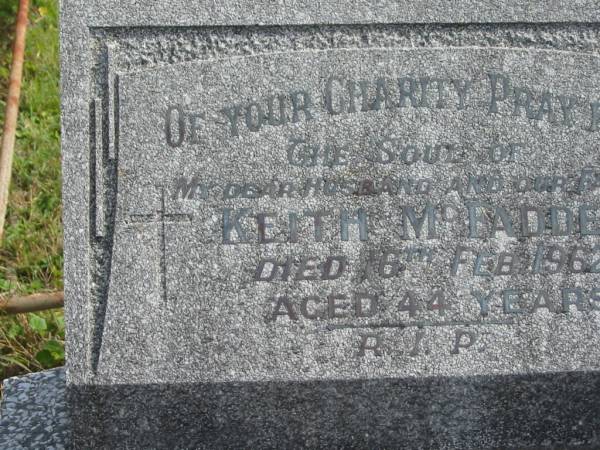 OF YOUR CHARITY PRAY
THE SOUL OF
MY DEAR HUSBAND AND OUR
KEITH McFADDE
DIED 16TH FEB. 1962
AGED 44 YEARS
R. I. P.